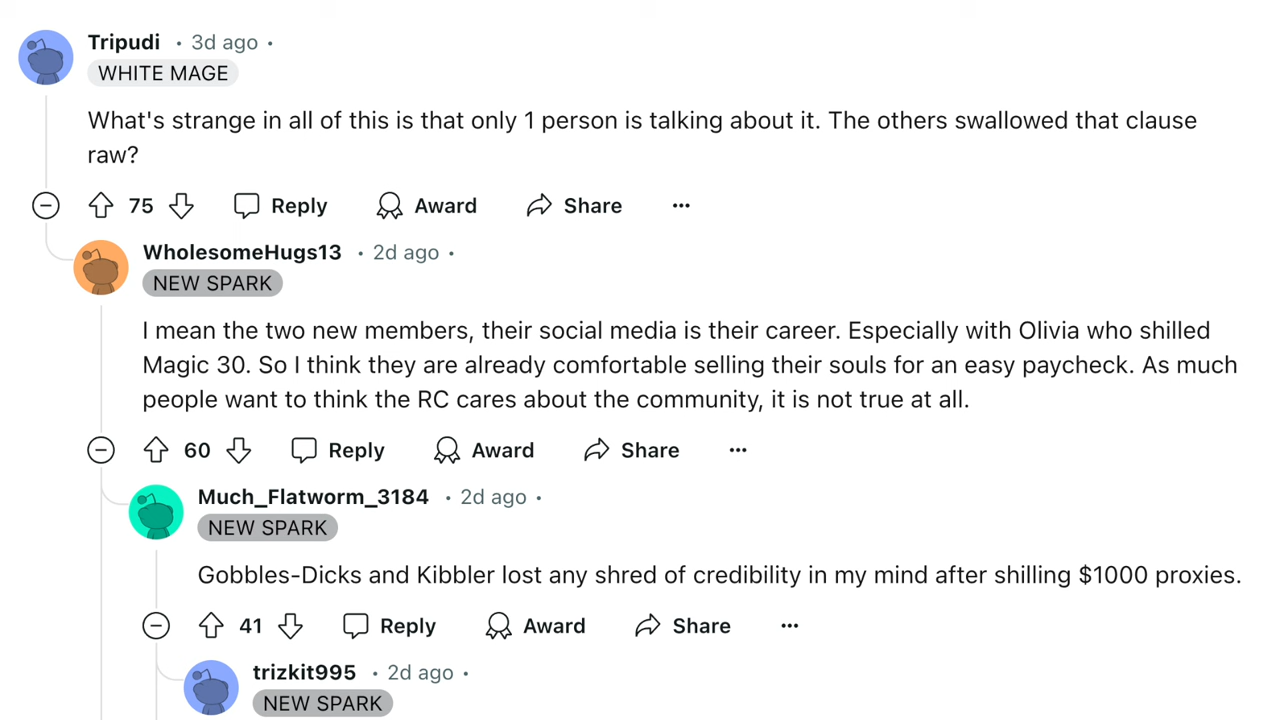 Tripudi • 3d ago •
WHITE MAGE
What's strange in all of this is that only 1 person is talking about it. The others swallowed that clause
raw?
75 Reply Award Share ...
WholesomeHugs13 • 2d ago •
NEW SPARK
I mean the two new members, their social media is their career. Especially with Olivia who shilled
Magic 30. So I think they are already comfortable selling their souls for an easy paycheck. As much
people want to think the RC cares about the community, it is not true at all.
60 Reply Award Share ...
Much_Flatworm_3184 • 2d ago •
NEW SPARK
Gobbles-Dicks and Kibbler lost any shred of credibility in my mind after shilling $1000 proxies.
41 Reply Award Share ...
trizkit995 • 2d ago •
NEW SPARK